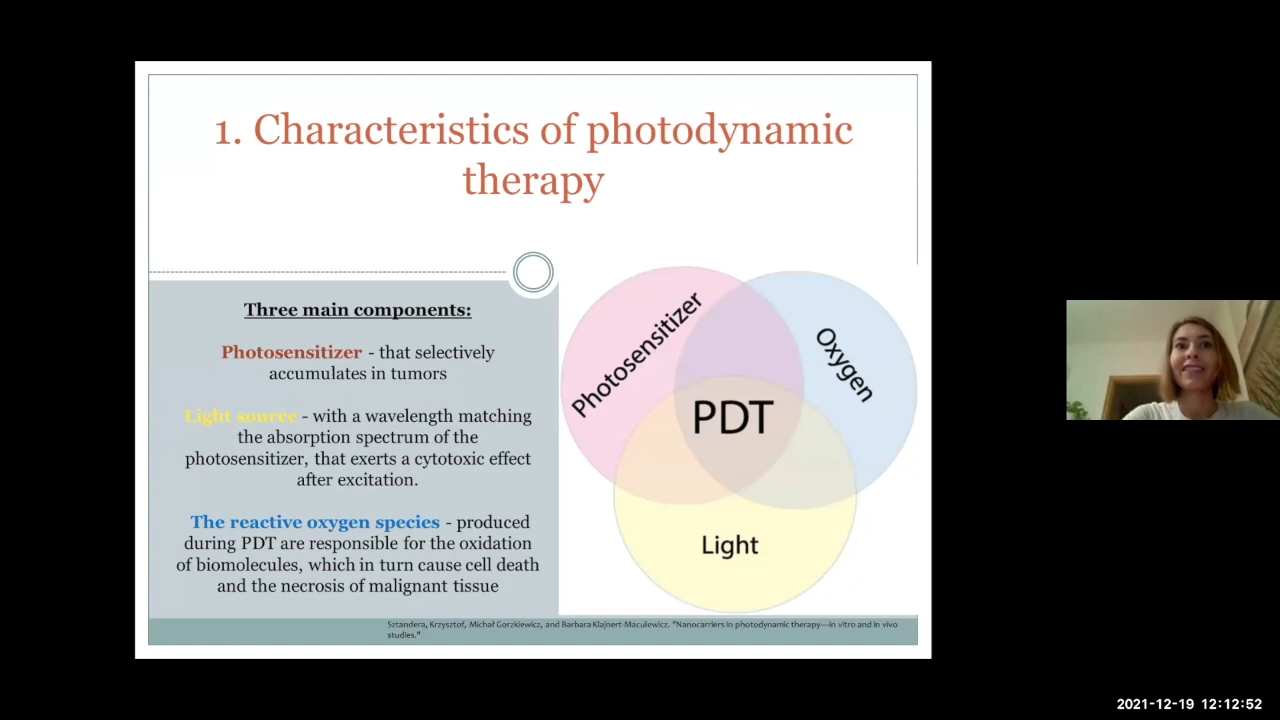 1. Characteristics of photodynamic
therapy
Three main components:
Photosensitizer - that selectively
accumulates in tumors
Light source - with a wavelength matching
the absorption spectrum of the
photosensitizer, that exerts a cytotoxic effect
after excitation.
The reactive oxygen species - produced
during PDT are responsible for the oxidation
of biomolecules, which in turn cause cell death
and the necrosis of malignant tissue
Photosensitizer
Oxygen
PDT
Light
Sztandera, Krzysztof, Michał Gorzkiewicz, and Barbara Klajnert-Maculewicz. "Nanocarriers in photodynamic therapy—in vitro and in vivo
studies."
2021-12-19 12:12:52